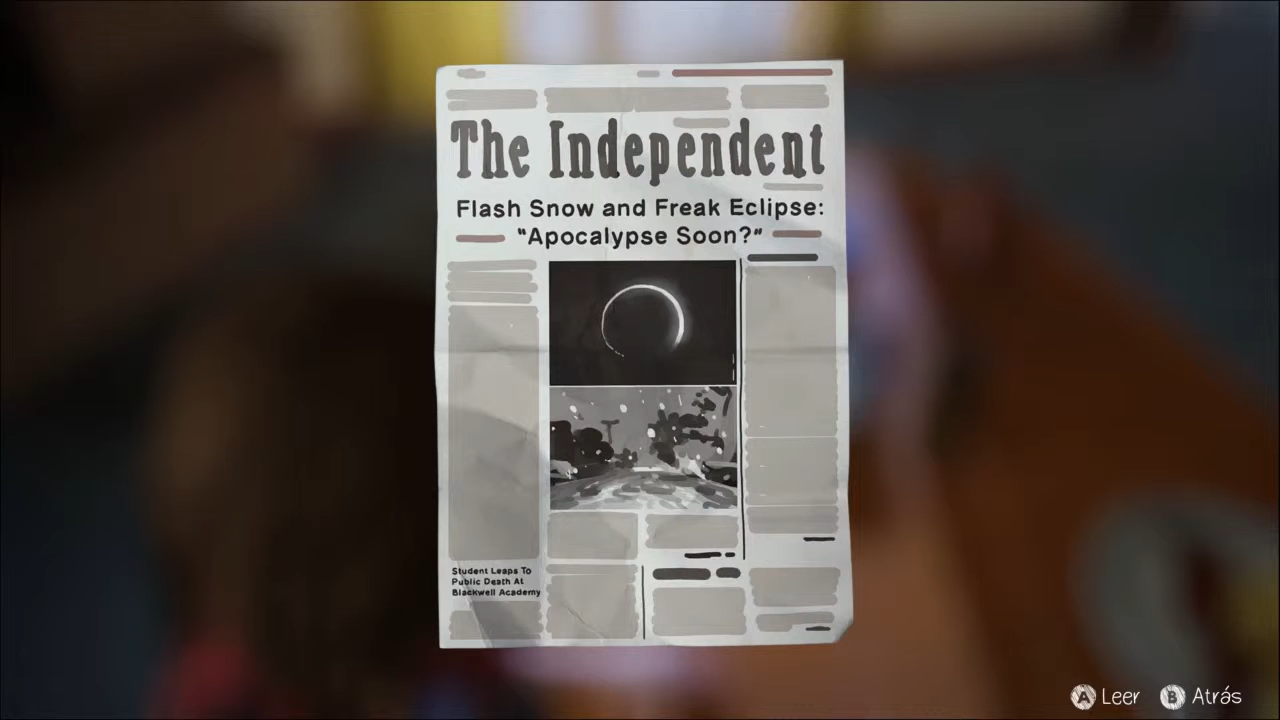 The Independent
Flash Snow and Freak Eclipse:
"Apocalypse Soon?"
Student Leaps To
Public Death At
Blackwell Academy
A Leer B Atrás